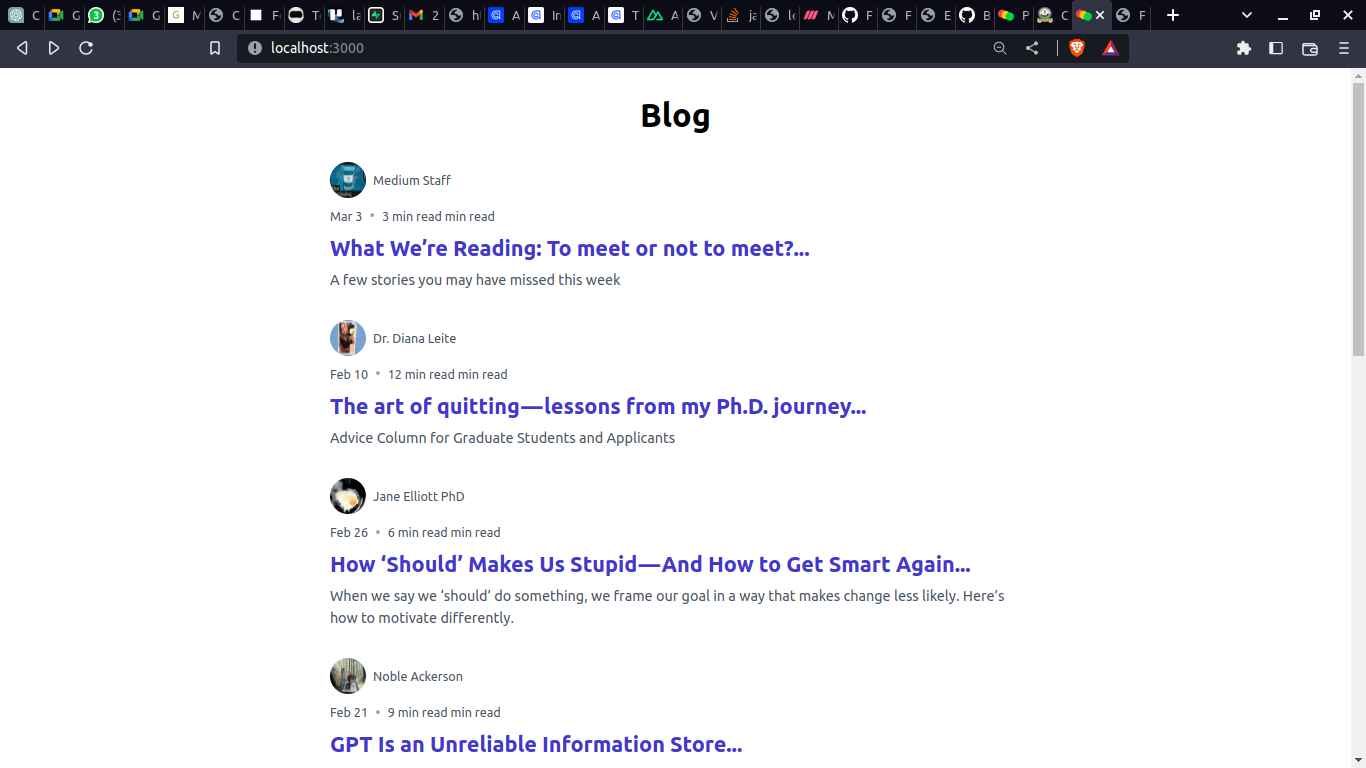 localhost:3000
Blog
Medium Staff
Mar 3 • 3 min read min read
What We’re Reading: To meet or not to meet?...
A few stories you may have missed this week
Dr. Diana Leite
Feb 10 • 12 min read min read
The art of quitting — lessons from my Ph.D. journey...
Advice Column for Graduate Students and Applicants
Jane Elliott PhD
Feb 26 • 6 min read min read
How ‘Should’ Makes Us Stupid — And How to Get Smart Again...
When we say we ‘should’ do something, we frame our goal in a way that makes change less likely. Here’s
how to motivate differently.
Noble Ackerson
Feb 21 • 9 min read min read
GPT Is an Unreliable Information Store...